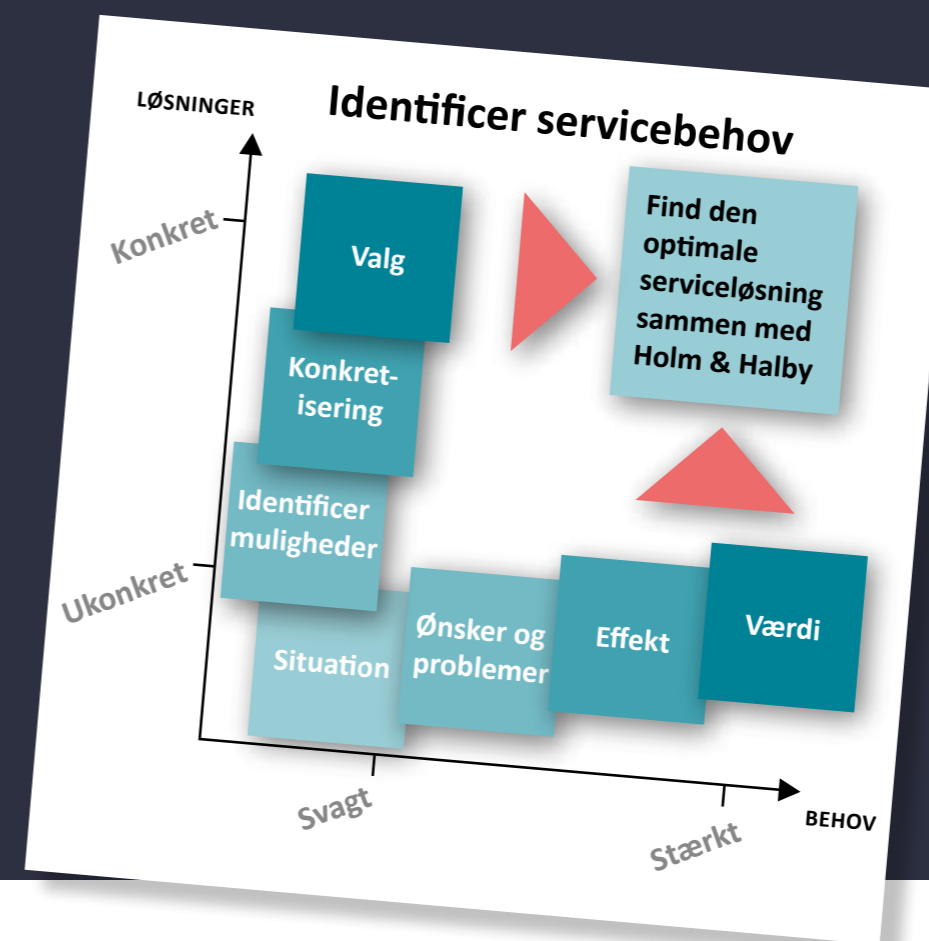 Identificer servicebehov
LØSNINGER
Konkret
Ukonkret
Valg
Konkret-
isering
Identificer
muligheder
Situation
Ønsker og
problemer
Effekt
Værdi
Find den
optimale
serviceløsning
sammen med
Holm & Halby
Svagt
Stærkt
BEHOV